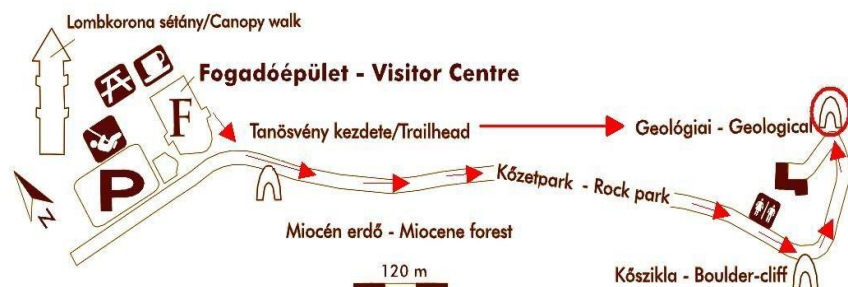 Lombkorona sétány/Canopy walk
Fogadóépület - Visitor Centre
F
Tanösvény kezdete/Trailhead
Geológiai - Geological
P
Kőzetpark - Rock park
N
Miocén erdő - Miocene forest
120 m
Kőszikla - Boulder-cliff